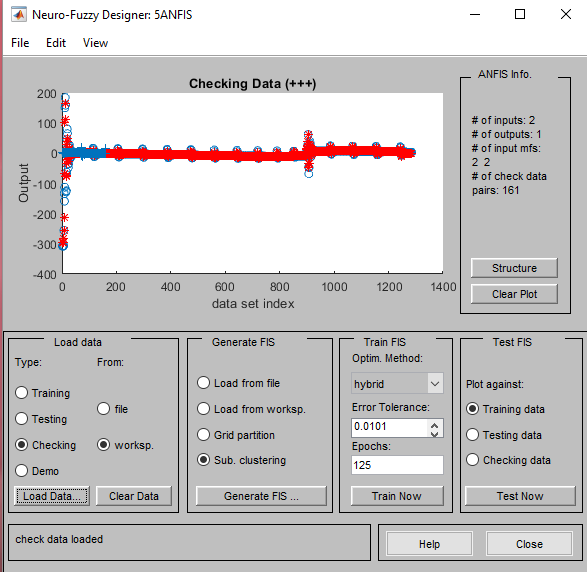 Neuro-Fuzzy Designer: 5ANFIS
File Edit View
Checking Data (+++)
200
100
0
-100
-200
-300
-400
Output
0 200 400 600 800 1000 1200 1400
data set index
ANFIS Info.
# of inputs: 2
# of outputs: 1
# of input mfs:
2 2
# of check data
pairs: 161
Structure
Clear Plot
Load data
Type: From:
Training
Testing
Checking
Demo
file
worksp.
Load Data...
Clear Data
Generate FIS
Load from file
Load from worksp.
Grid partition
Sub. clustering
Generate FIS ...
Train FIS
Optim. Method:
hybrid
Error Tolerance:
0.0101
Epochs:
125
Train Now
Test FIS
Plot against:
Training data
Testing data
Checking data
Test Now
check data loaded
Help
Close